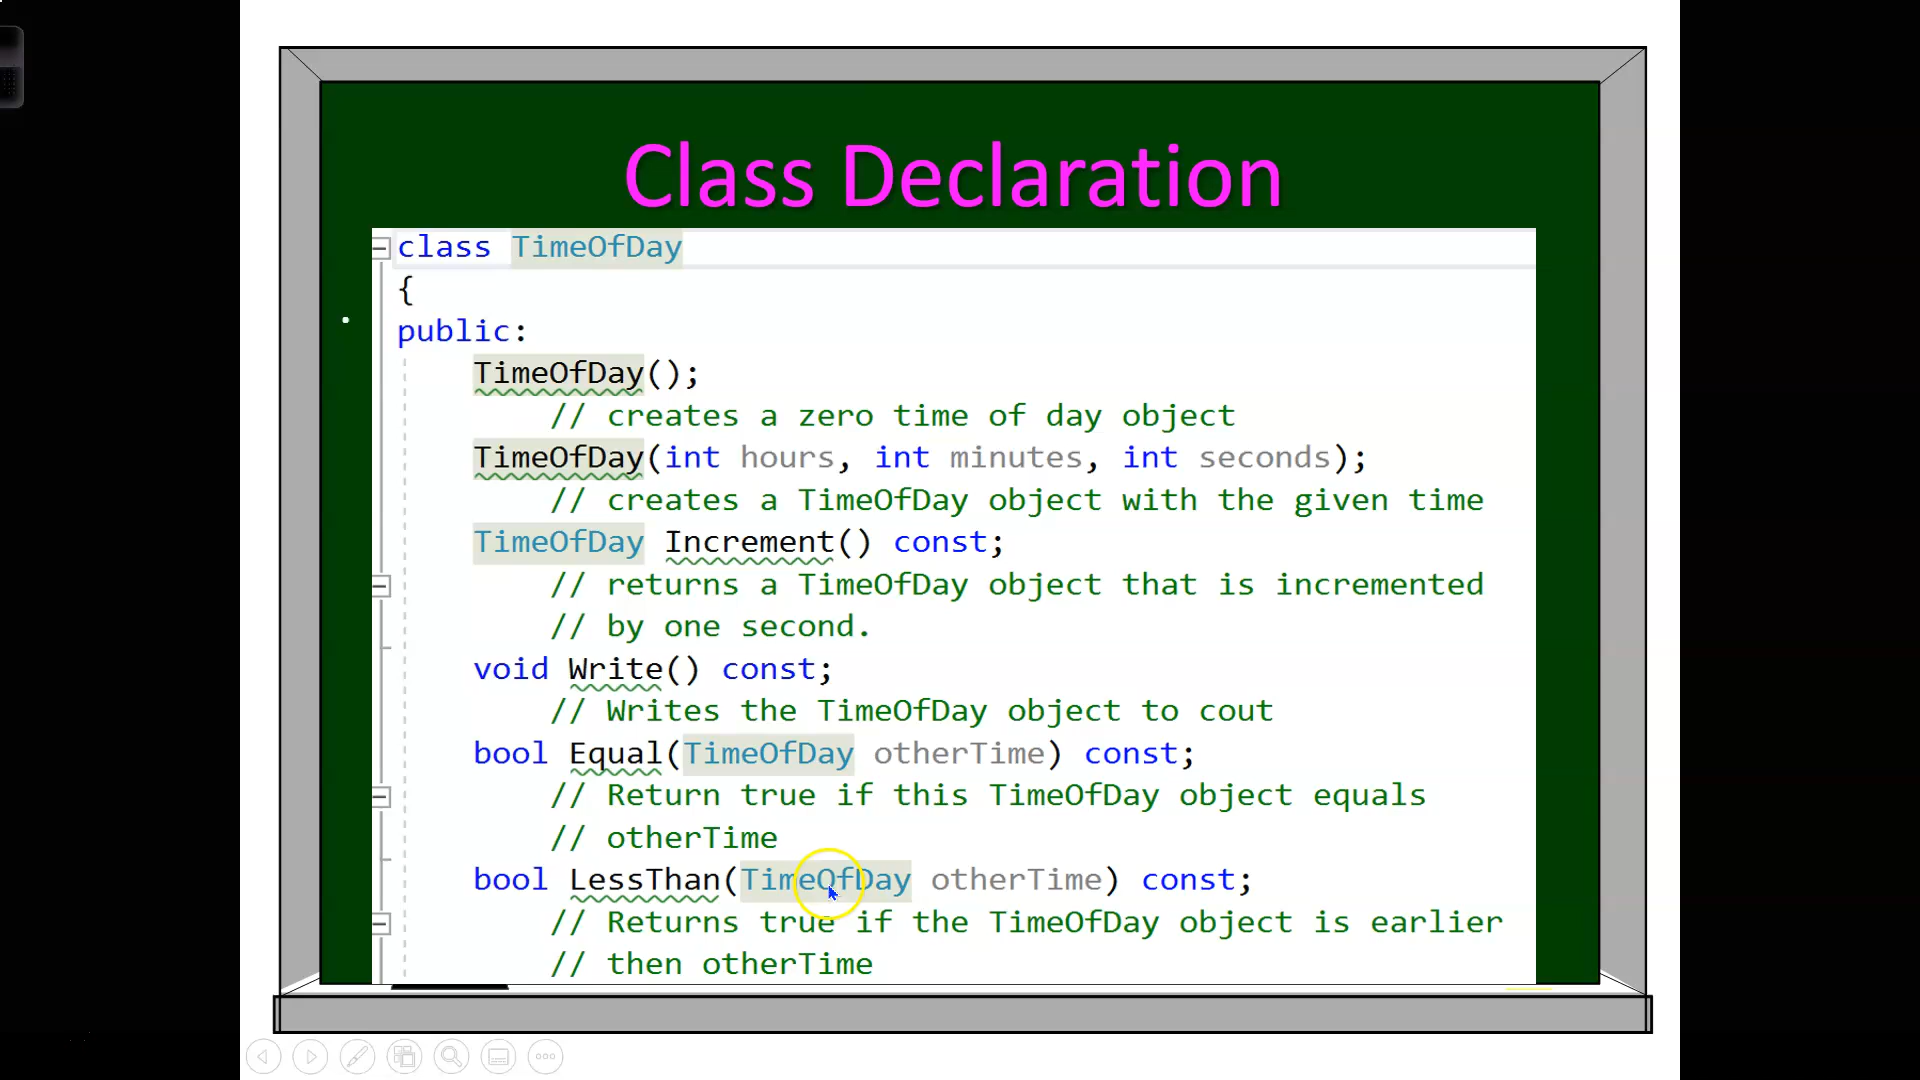 Class Declaration
class TimeOfDay
{
public:
TimeOfDay();
// creates a zero time of day object
TimeOfDay(int hours, int minutes, int seconds);
// creates a TimeOfDay object with the given time
TimeOfDay Increment() const;
// returns a TimeOfDay object that is incremented
// by one second.
void Write() const;
// Writes the TimeOfDay object to cout
bool Equal(TimeOfDay otherTime) const;
// Return true if this TimeOfDay object equals
// otherTime
bool LessThan(TimeOfDay otherTime) const;
// Returns true if the TimeOfDay object is earlier
// then otherTime